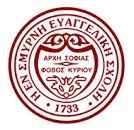 Η ΕΝ ΣΜΥΡΝΗ ΕΥΑΓΓΕΛΙΚΗ ΣΧΟΛΗ
ΑΡΧΗ ΣΟΦΙΑΣ
ΦΟΒΟΣ ΚΥΡΙΟΥ
• 1733 •